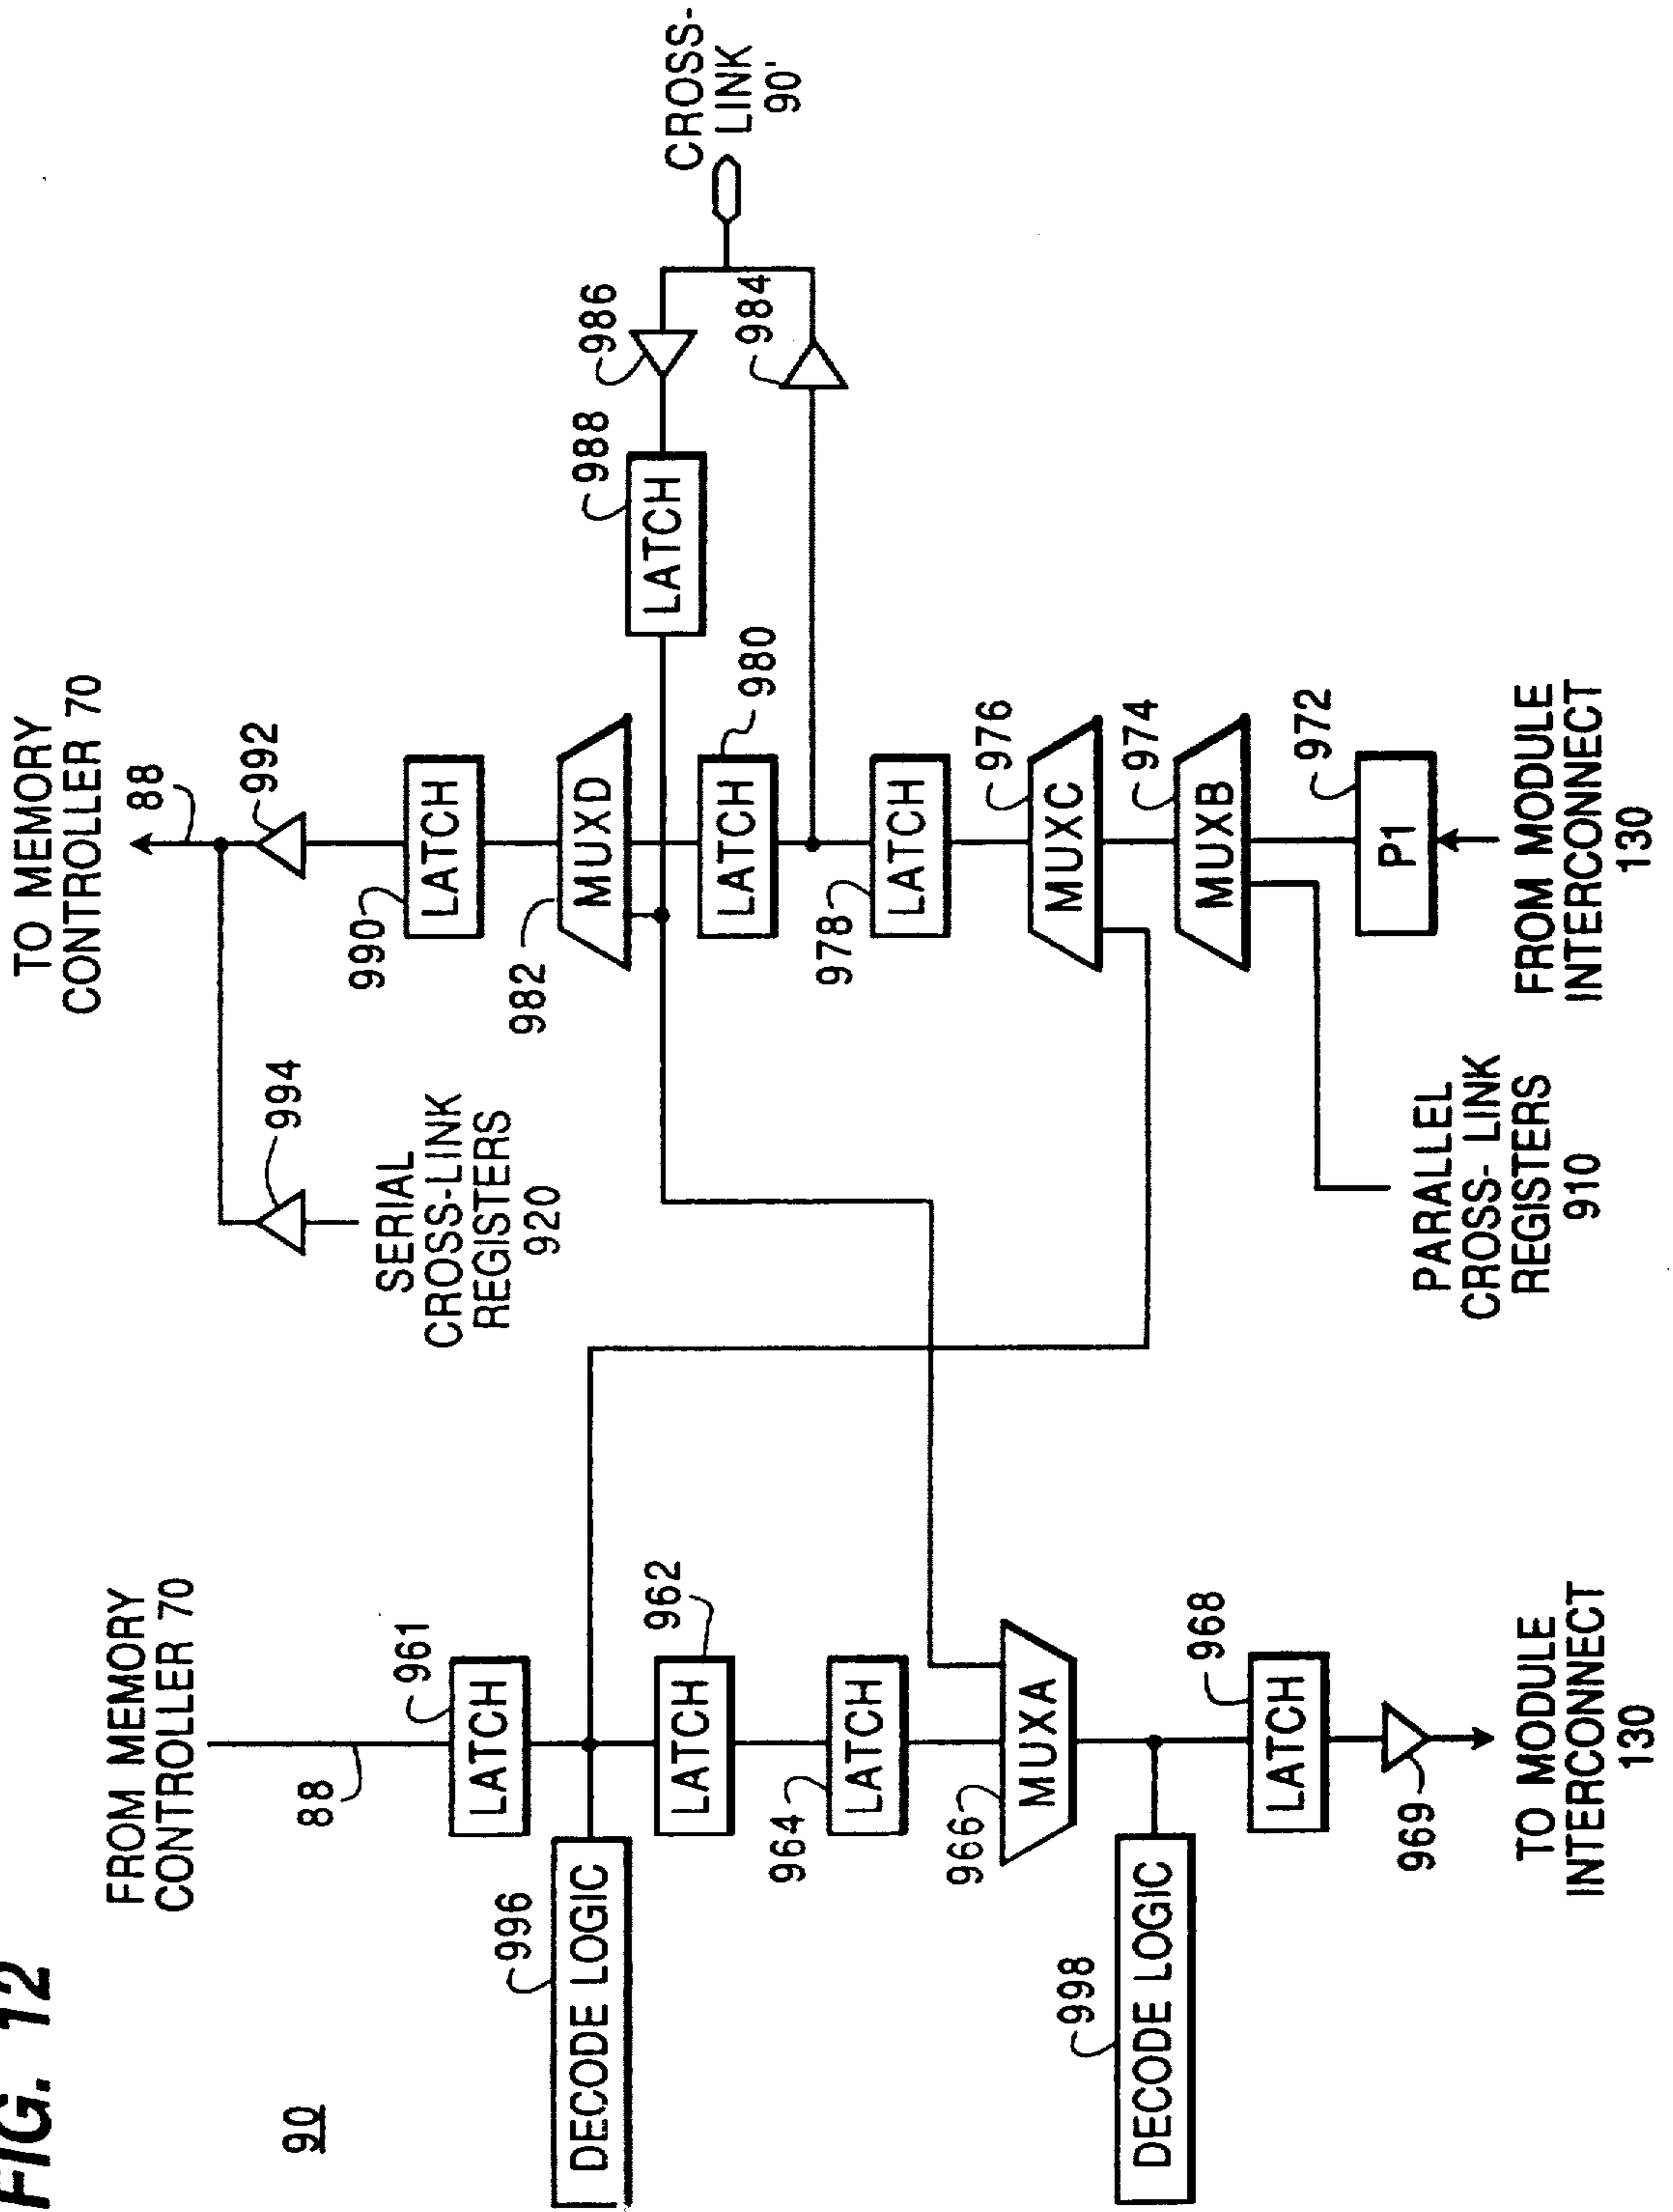 FIG. 12
90
FROM MEMORY
CONTROLLER 70
88
LATCH
961
DECODE LOGIC
996
LATCH
962
LATCH
964
MUXA
966
DECODE LOGIC
998
LATCH
968
969
TO MODULE
INTERCONNECT
130
TO MEMORY
CONTROLLER 70
88
992
994
SERIAL
CROSS-LINK
REGISTERS
920
LATCH
990
MUXD
982
LATCH
988
986
CROSS-
LINK
90'
984
LATCH
980
LATCH
978
MUXC
976
MUXB
974
P1
972
PARALLEL
CROSS- LINK
REGISTERS
910
FROM MODULE
INTERCONNECT
130